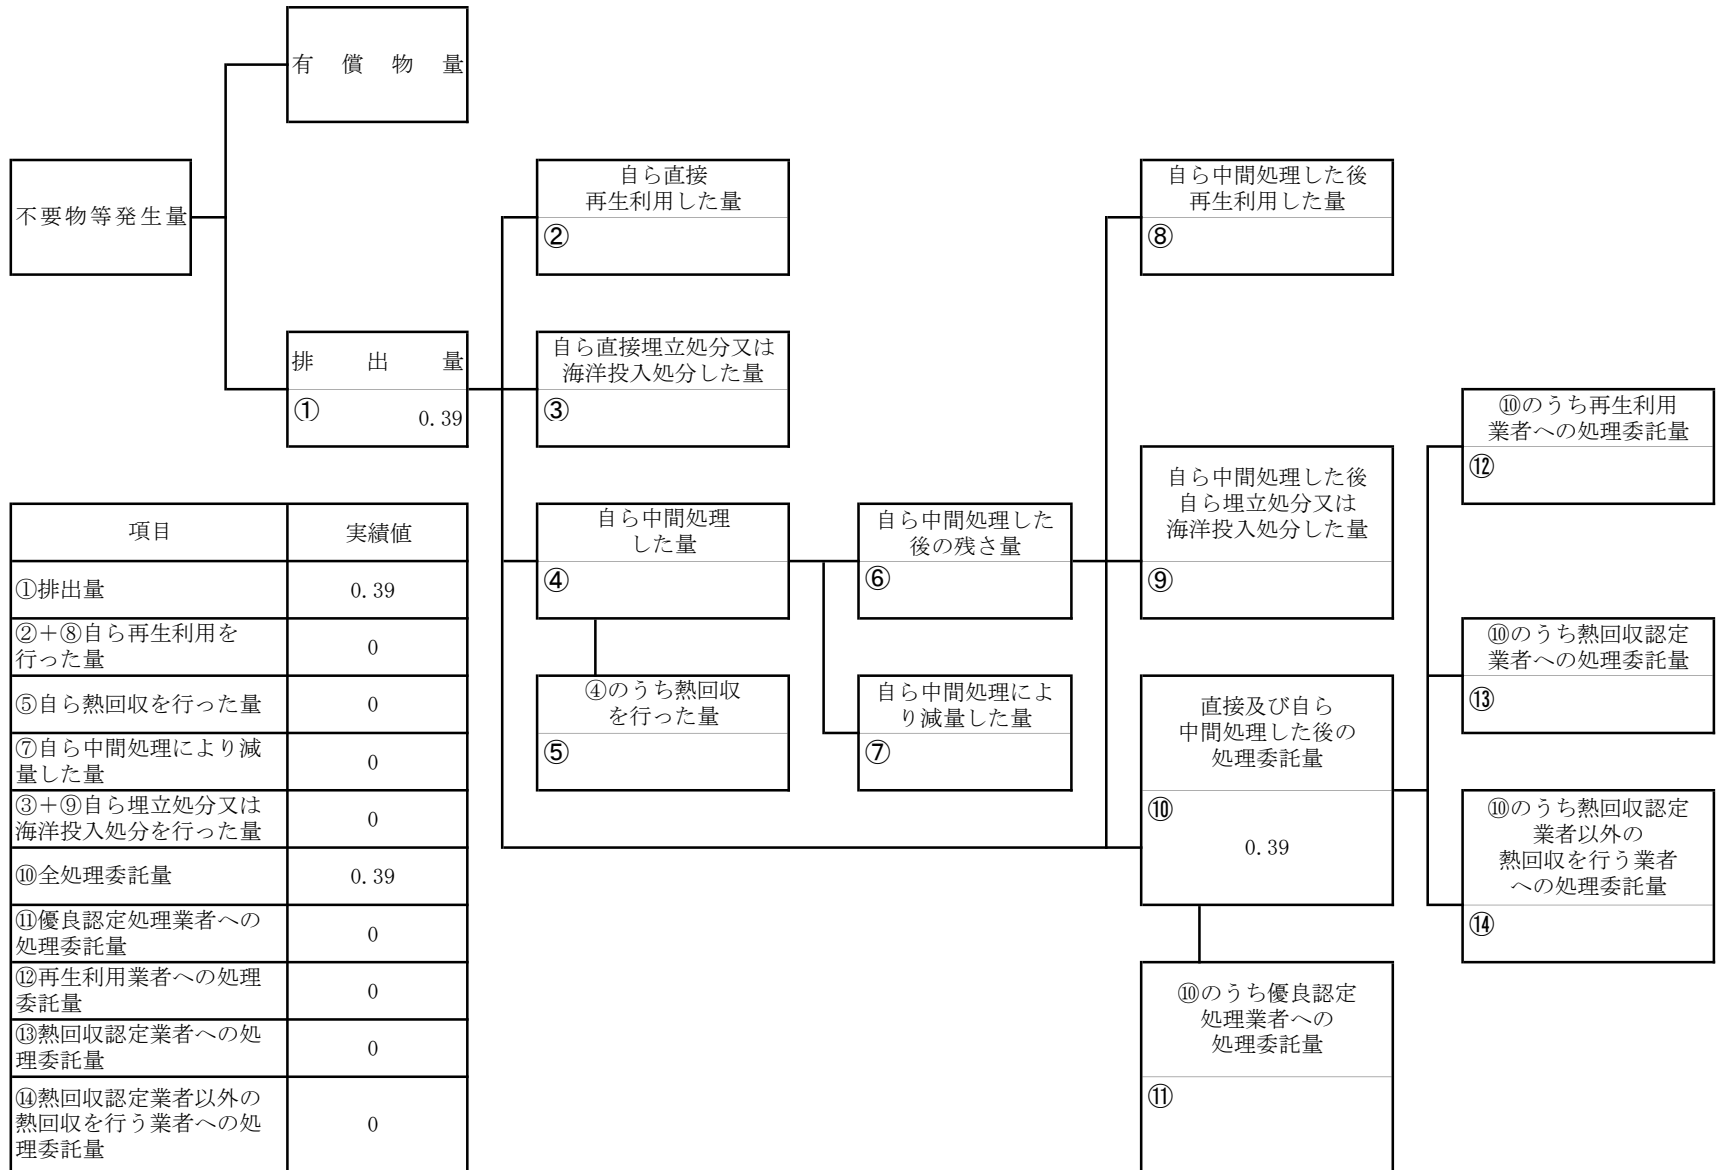 有償物量
不要物等発生量
排出量
①
0.39
自ら直接
再生利用した量
②
自ら直接埋立処分又は
海洋投入処分した量
③
自ら中間処理
した量
④
④のうち熱回収
を行った量
⑤
自ら中間処理した
後の残さ量
⑥
自ら中間処理によ
り減量した量
⑦
自ら中間処理した後
再生利用した量
⑧
自ら中間処理した後
自ら埋立処分又は
海洋投入処分した量
⑨
直接及び自ら
中間処理した後の
処理委託量
⑩
0.39
⑩のうち優良認定
処理業者への
処理委託量
⑪
⑩のうち再生利用
業者への処理委託量
⑫
⑩のうち熱回収認定
業者への処理委託量
⑬
⑩のうち熱回収認定
業者以外の
熱回収を行う業者
への処理委託量
⑭
項目 実績値
①排出量 0.39
②+⑧自ら再生利用を
行った量 0
⑤自ら熱回収を行った量 0
⑦自ら中間処理により減
量した量 0
③+⑨自ら埋立処分又は
海洋投入処分を行った量 0
⑩全処理委託量 0.39
⑪優良認定処理業者への
処理委託量 0
⑫再生利用業者への処理
委託量 0
⑬熱回収認定業者への処
理委託量 0
⑭熱回収認定業者以外の
熱回収を行う業者への処
理委託量 0